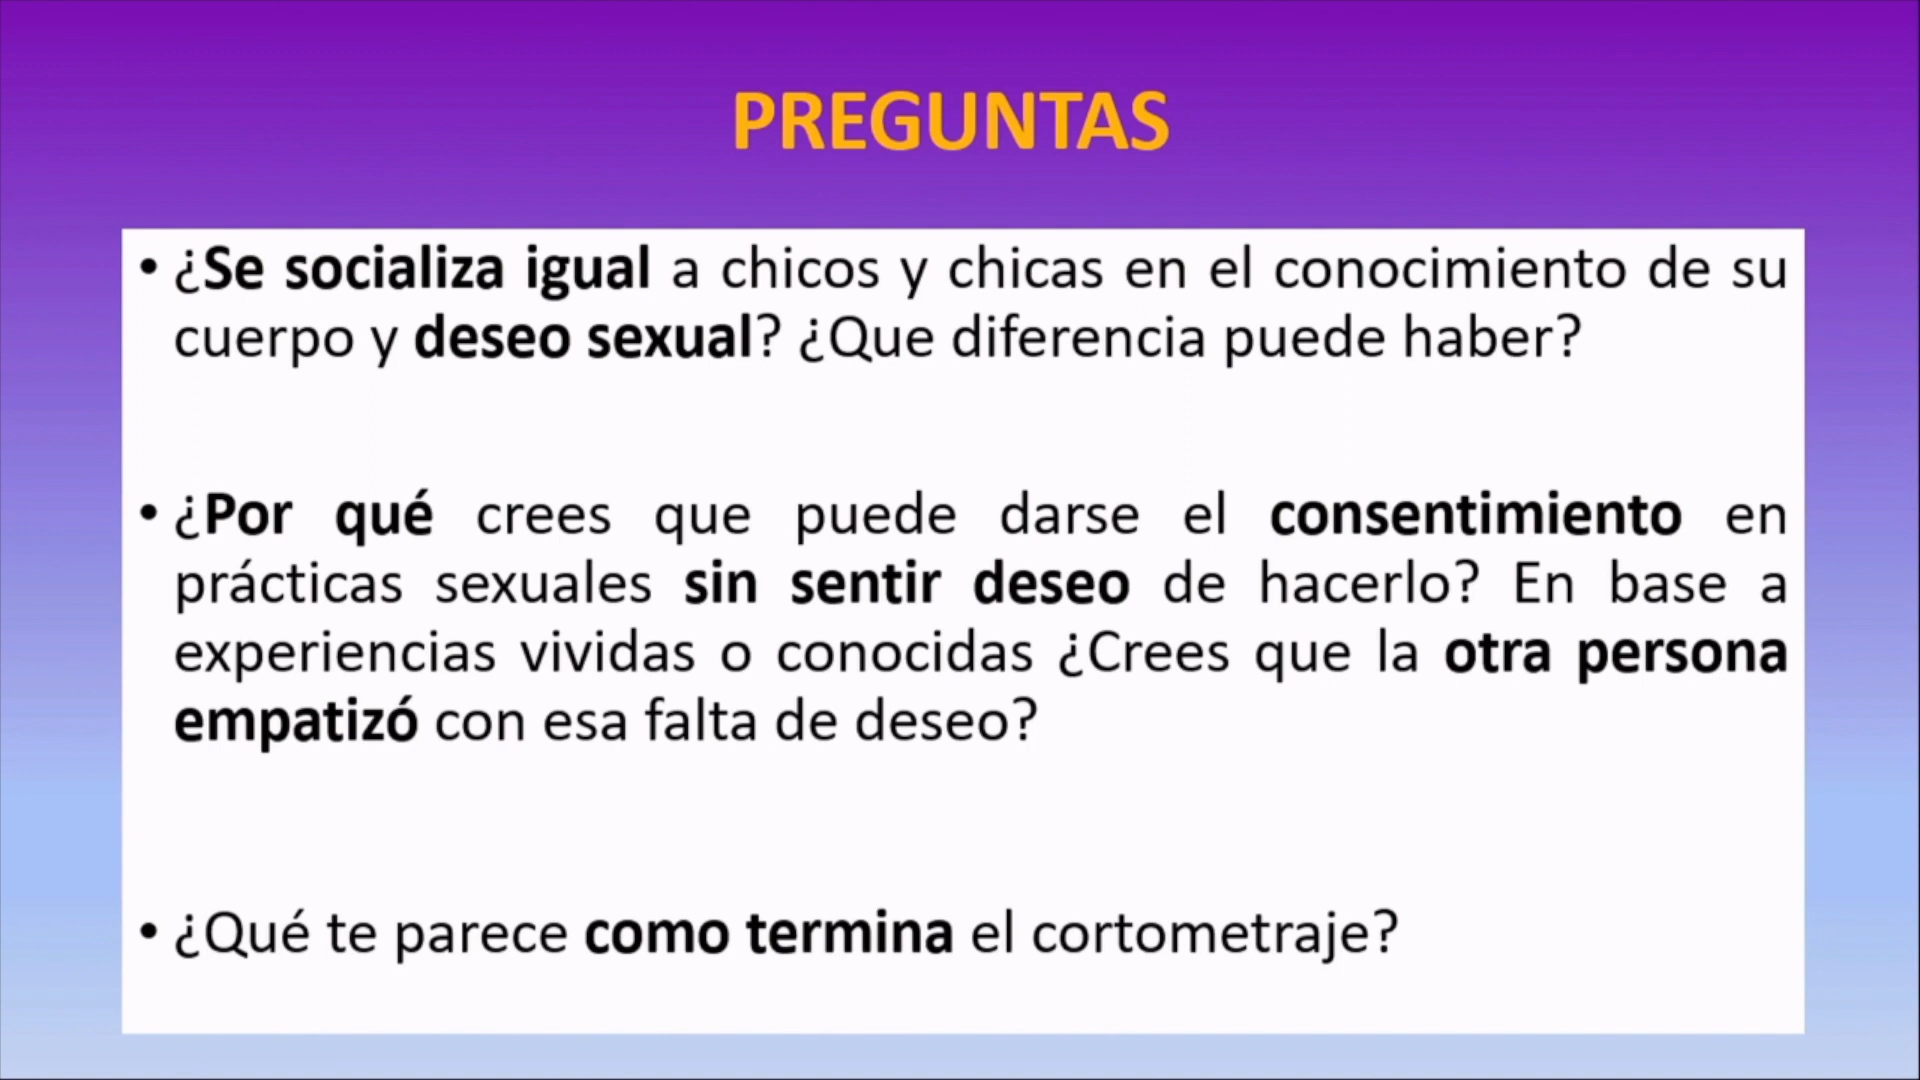 PREGUNTAS
• ¿Se socializa igual a chicos y chicas en el conocimiento de su
cuerpo y deseo sexual? ¿Que diferencia puede haber?
• ¿Por qué crees que puede darse el consentimiento en
prácticas sexuales sin sentir deseo de hacerlo? En base a
experiencias vividas o conocidas ¿Crees que la otra persona
empatizó con esa falta de deseo?
• ¿Qué te parece como termina el cortometraje?